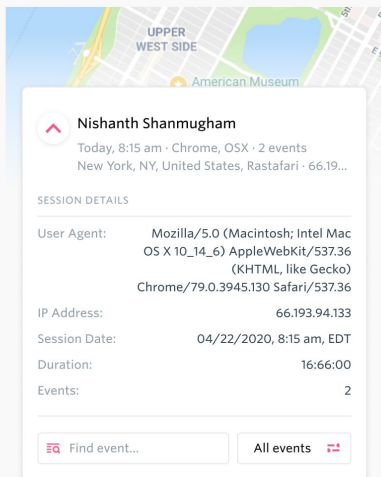 UPPER
WEST SIDE
St.
American Museum
Nishanth Shanmugham
Today, 8:15 am · Chrome, OSX · 2 events
New York, NY, United States, Rastafari · 66.19...
SESSION DETAILS
User Agent: Mozilla/5.0 (Macintosh; Intel Mac
OS X 10_14_6) AppleWebKit/537.36
(KHTML, like Gecko)
Chrome/79.0.3945.130 Safari/537.36
IP Address: 66.193.94.133
Session Date: 04/22/2020, 8:15 am, EDT
Duration: 16:66:00
Events: 2
Find event...
All events